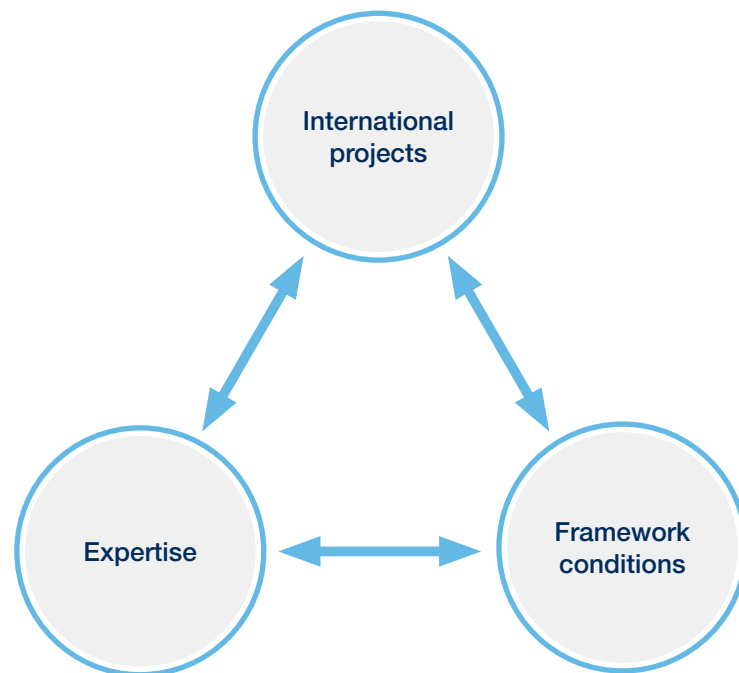 International
projects
Expertise
Framework
conditions